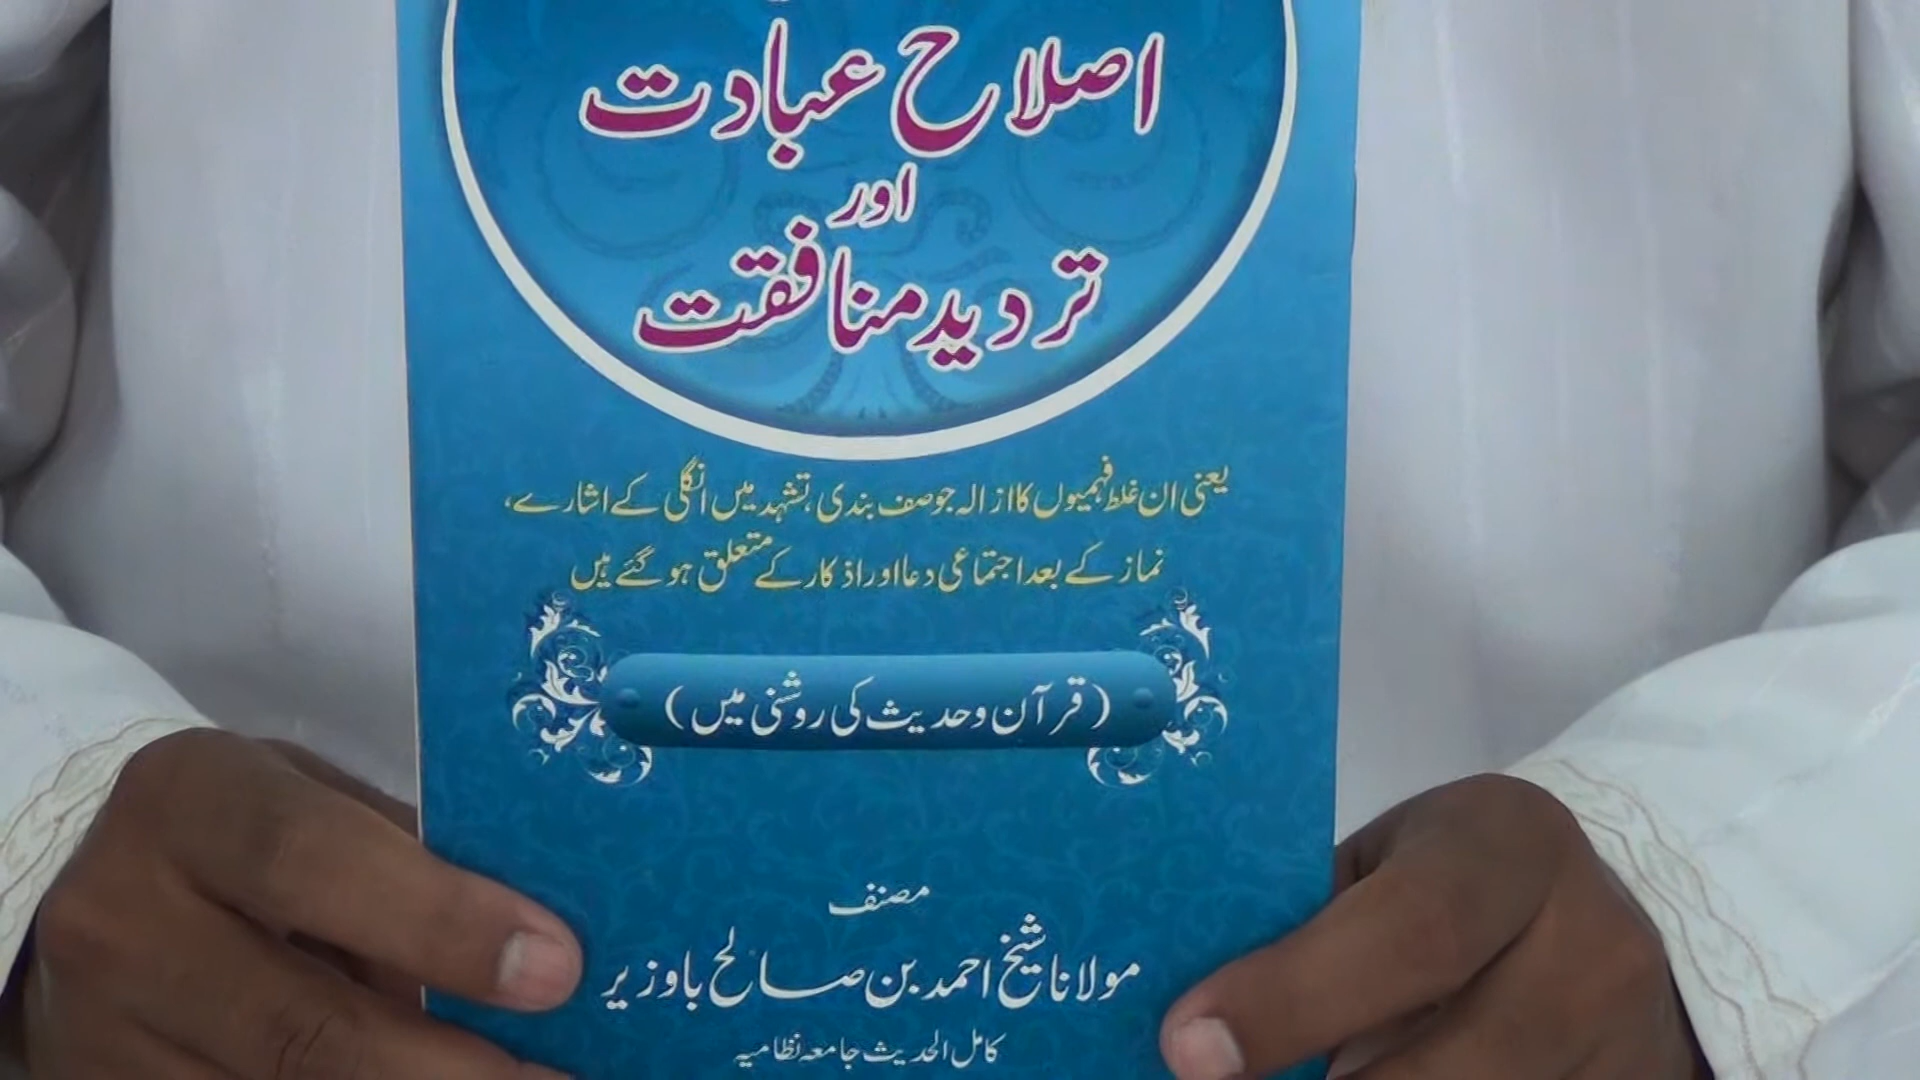 اصلاح عبادت
اور
تردید منافقت
یعنی ان غلط فہمیوں کا ازالہ جو صف بندی، تشہد میں انگلی کے اشارے،
نماز کے بعد اجتماعی دعا اور اذکار کے متعلق ہو گئے ہیں
(قرآن و حدیث کی روشنی میں)
مصنف
مولانا شیخ احمد بن صالح باوزیر
کامل الحدیث جامعہ نظامیہ